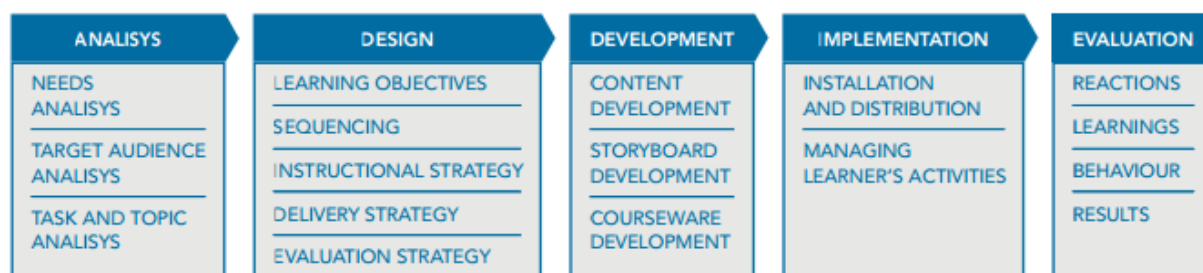 ANALISYS
NEEDS
ANALISYS
TARGET AUDIENCE
ANALISYS
TASK AND TOPIC
ANALISYS
DESIGN
LEARNING OBJECTIVES
SEQUENCING
INSTRUCTIONAL STRATEGY
DELIVERY STRATEGY
EVALUATION STRATEGY
DEVELOPMENT
CONTENT
DEVELOPMENT
STORYBOARD
DEVELOPMENT
COURSEWARE
DEVELOPMENT
IMPLEMENTATION
INSTALLATION
AND DISTRIBUTION
MANAGING
LEARNER'S ACTIVITIES
EVALUATION
REACTIONS
LEARNINGS
BEHAVIOUR
RESULTS